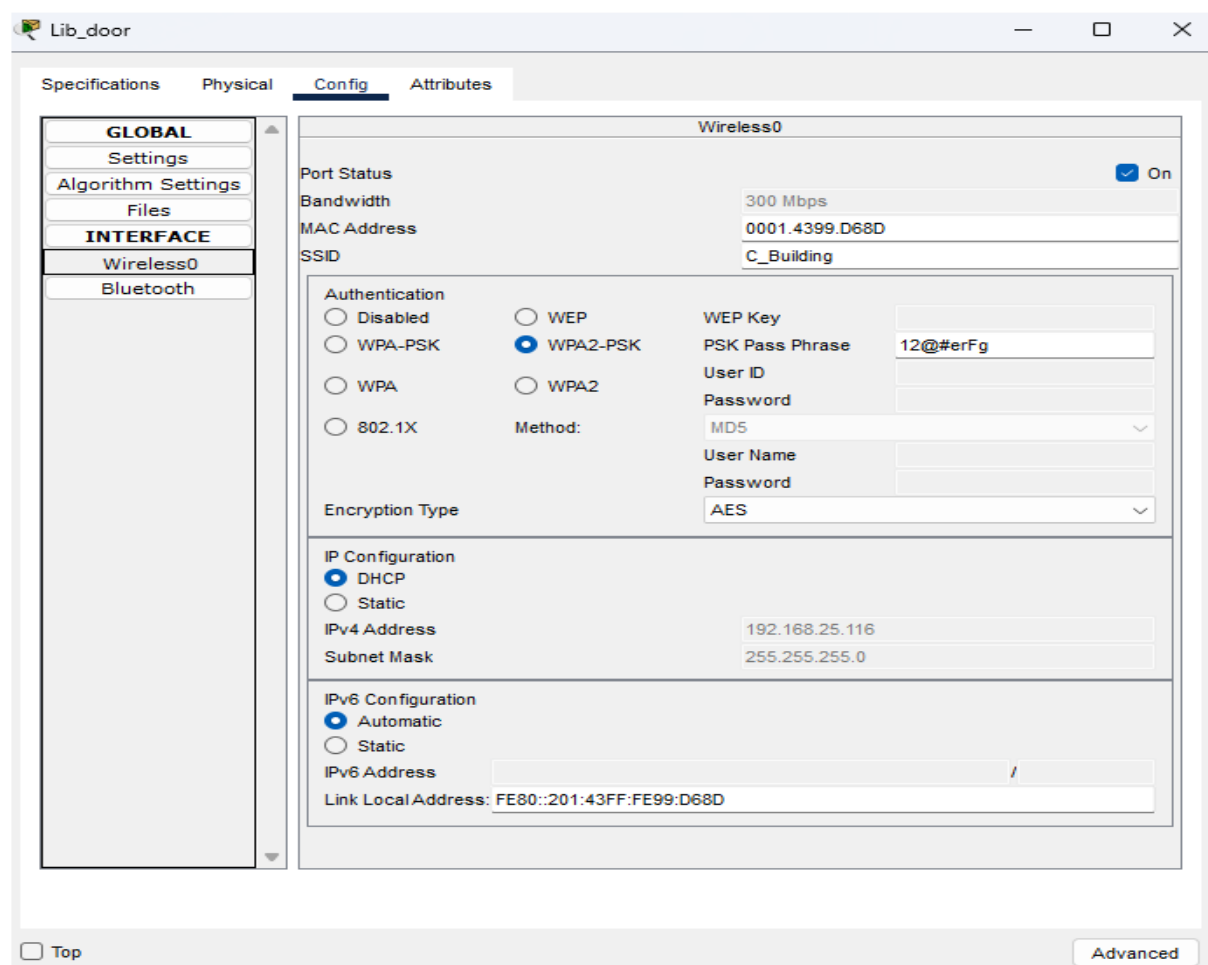 Lib_door
Specifications Physical Config Attributes
GLOBAL
Settings
Algorithm Settings
Files
INTERFACE
Wireless0
Bluetooth
Wireless0
Port Status On
Bandwidth 300 Mbps
MAC Address 0001.4399.D68D
SSID C_Building
Authentication
Disabled WEP WEP Key
WPA-PSK WPA2-PSK PSK Pass Phrase 12@#erFg
User ID
WPA WPA2
Password
802.1X Method: MD5
User Name
Password
Encryption Type AES
IP Configuration
DHCP
Static
IPv4 Address 192.168.25.116
Subnet Mask 255.255.255.0
IPv6 Configuration
Automatic
Static
IPv6 Address /
Link Local Address: FE80::201:43FF:FE99:D68D
Top Advanced